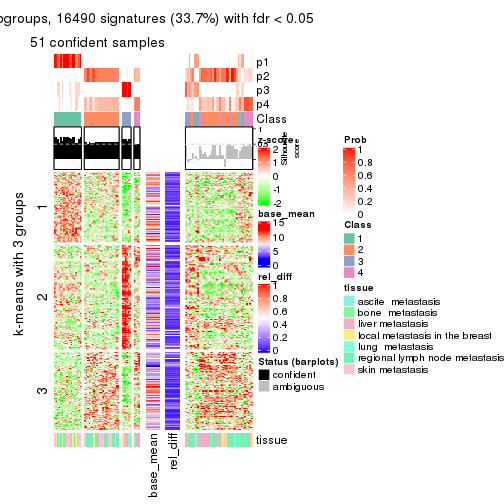 ogroups, 16490 signatures (33.7%) with fdr < 0.05
51 confident samples
p1
p2
p3
p4
Class
1
0.5
Silhouette score
k-means with 3 groups
1
2
3
tissue
base_mean
rel_diff
z-score
2
1
0
-1
-2
base_mean
15
10
5
0
rel_diff
1
0.8
0.6
0.4
0.2
0
Status (barplots)
confident
ambiguous
Prob
1
0.8
0.6
0.4
0.2
0
Class
1
2
3
4
tissue
ascite metastasis
bone metastasis
liver metastasis
local metastasis in the breast
lung metastasis
regional lymph node metastasis
skin metastasis